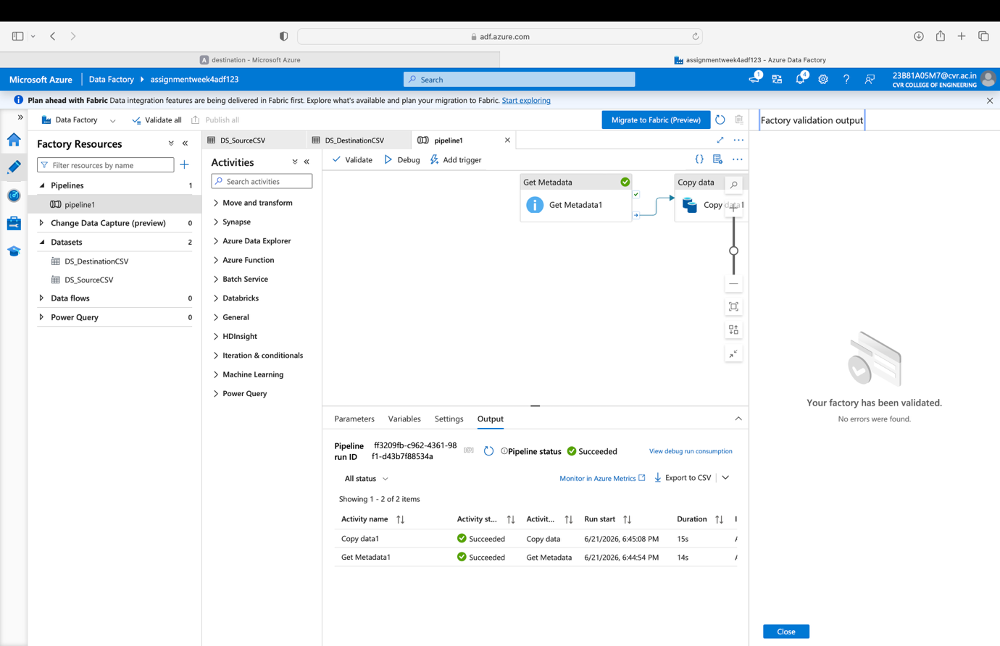 adf.azure.com
A destination - Microsoft Azure
assignmentweek4adf123 - Azure Data Factory
Microsoft Azure
Data Factory
assignmentweek4adf123
Search
1
4
23B81A05M7@cvr.ac.in
CVR COLLEGE OF ENGINEERING
Plan ahead with Fabric Data integration features are being delivered in Fabric first. Explore what's available and plan your migration to Fabric. Start exploring
Data Factory
Validate all
Publish all
Migrate to Fabric (Preview)
Factory validation output
Factory Resources
Filter resources by name
Pipelines 1
pipeline1
Change Data Capture (preview) 0
Datasets 2
DS_DestinationCSV
DS_SourceCSV
Data flows 0
Power Query 0
DS_SourceCSV
DS_DestinationCSV
pipeline1
Activities
Search activities
Move and transform
Synapse
Azure Data Explorer
Azure Function
Batch Service
Databricks
General
HDInsight
Iteration & conditionals
Machine Learning
Power Query
Validate
Debug
Add trigger
Get Metadata
Get Metadata1
Copy data
Copy data1
Parameters
Variables
Settings
Output
Pipeline run ID
ff3209fb-c962-4361-98
f1-d43b7f88534a
Pipeline status
Succeeded
View debug run consumption
All status
Monitor in Azure Metrics
Export to CSV
Showing 1 - 2 of 2 items
Activity name Activity st... Activit... Run start Duration
Copy data1 Succeeded Copy data 6/21/2026, 6:45:08 PM 15s
Get Metadata1 Succeeded Get Metadata 6/21/2026, 6:44:54 PM 14s
Your factory has been validated.
No errors were found.
Close